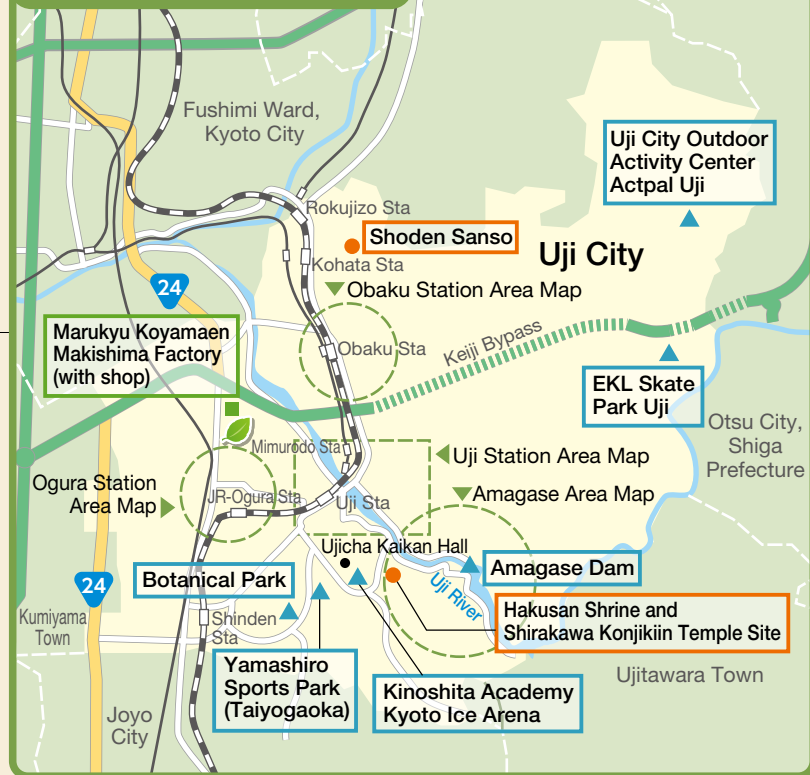 Fushimi Ward,
Kyoto City
Uji City Outdoor
Activity Center
Actpal Uji
Rokujizo Sta
Shoden Sanso
Uji City
Kohata Sta
24
Obaku Station Area Map
Marukyu Koyamaen
Makishima Factory
(with shop)
Obaku Sta
Keiji Bypass
EKL Skate
Park Uji
Otsu City,
Shiga
Prefecture
Mimurodo Sta
Uji Station Area Map
Ogura Station
Area Map
JR-Ogura Sta
Uji Sta
Amagase Area Map
Ujicha Kaikan Hall
Amagase Dam
Botanical Park
Uji River
24
Hakusan Shrine and
Shirakawa Konjikiin Temple Site
Kumiyama
Town
Shinden
Sta
Yamashiro
Sports Park
(Taiyogaoka)
Kinoshita Academy
Kyoto Ice Arena
Ujitawara Town
Joyo
City